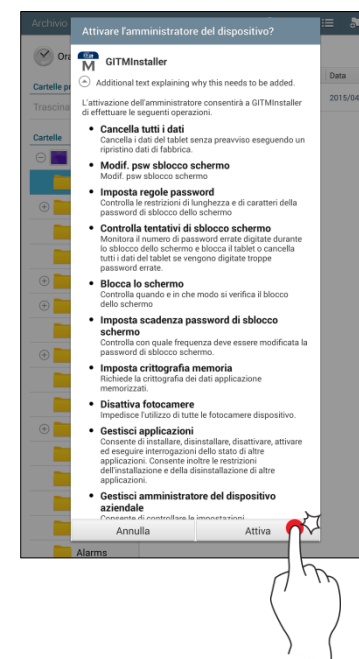 Archivio
Attivare l'amministratore del dispositivo?
Ora
GITMInstaller
Additional text explaining why this needs to be added.
Data
Cartelle pr
L'attivazione dell'amministratore consentirà a GITMInstaller
di effettuare le seguenti operazioni.
2015/04
Trascina
• Cancella tutti i dati
Cancella i dati del tablet senza preavviso eseguendo un
ripristino dati di fabbrica.
Cartelle
• Modif. psw sblocco schermo
Modif. psw sblocco schermo
• Imposta regole password
Controlla le restrizioni di lunghezza e di caratteri della
password di sblocco dello schermo
• Controlla tentativi di sblocco schermo
Monitora il numero di password errate digitate durante
lo sblocco dello schermo e blocca il tablet o cancella
tutti i dati del tablet se vengono digitate troppe
password errate.
• Blocca lo schermo
Controlla quando e in che modo si verifica il blocco
dello schermo
• Imposta scadenza password di sblocco
schermo
Controlla con quale frequenza deve essere modificata la
password di sblocco schermo.
• Imposta crittografia memoria
Richiede la crittografia dei dati applicazione
memorizzati.
• Disattiva fotocamere
Impedisce l'utilizzo di tutte le fotocamere dispositivo.
• Gestisci applicazioni
Consente di installare, disinstallare, disattivare, attivare
ed eseguire interrogazioni dello stato di altre
applicazioni. Consente inoltre le restrizioni
dell'installazione e della disinstallazione di altre
applicazioni.
• Gestisci amministratore del dispositivo
aziendale
Consente di controllare le impostazioni
Annulla
Attiva
Alarms